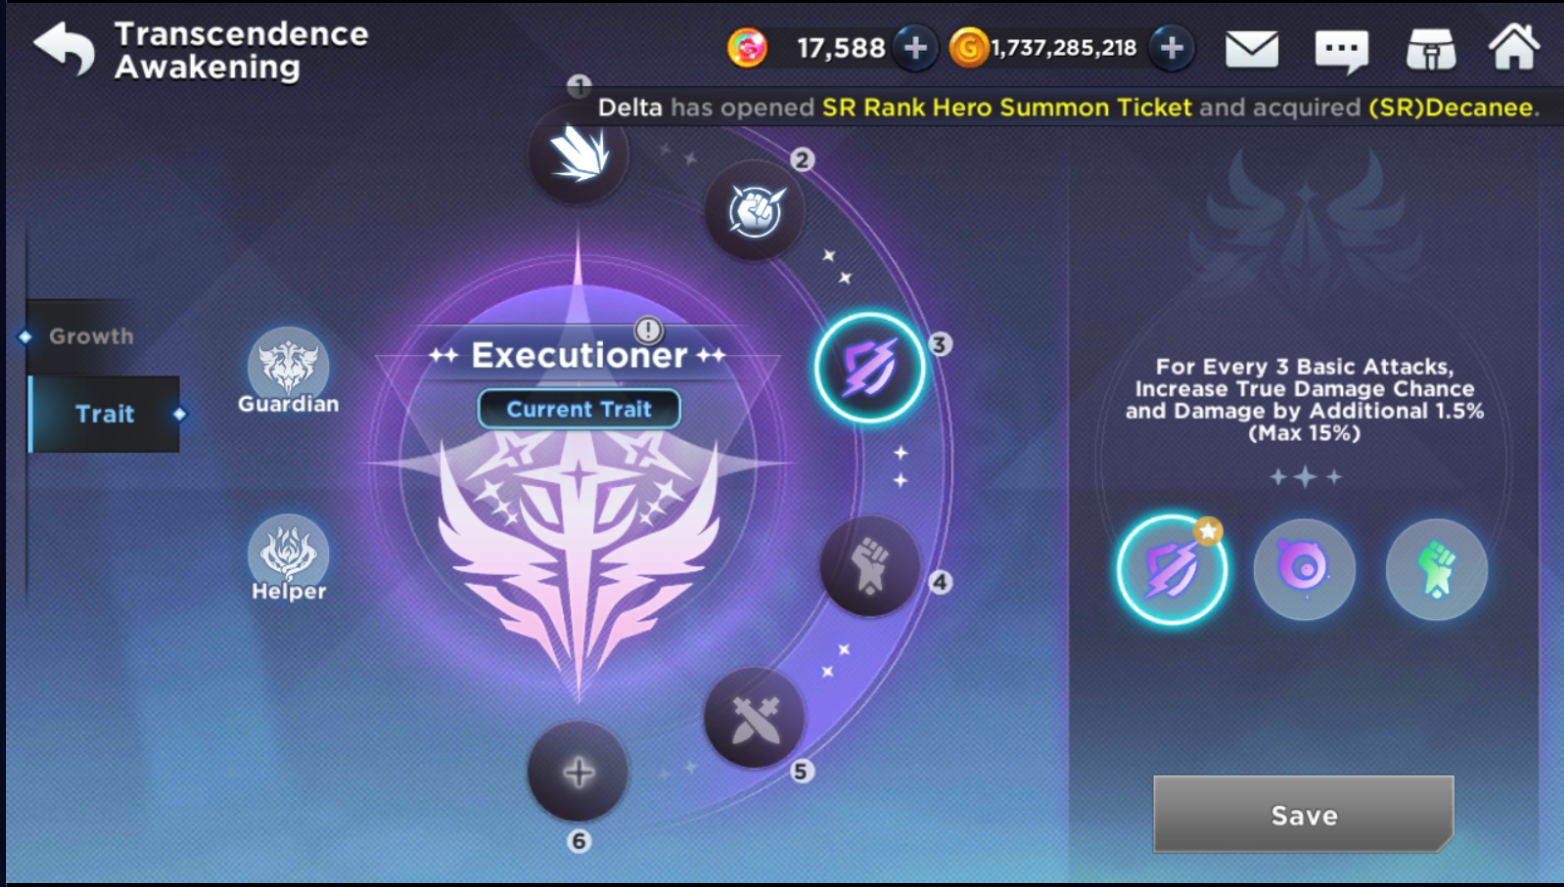 Transcendence
Awakening
17,588
G
1,737,285,218
Delta has opened SR Rank Hero Summon Ticket and acquired (SR)Decanee.
1
2
3
4
5
6
Growth
Trait
Guardian
Helper
!
Executioner
Current Trait
For Every 3 Basic Attacks,
Increase True Damage Chance
and Damage by Additional 1.5%
(Max 15%)
Save